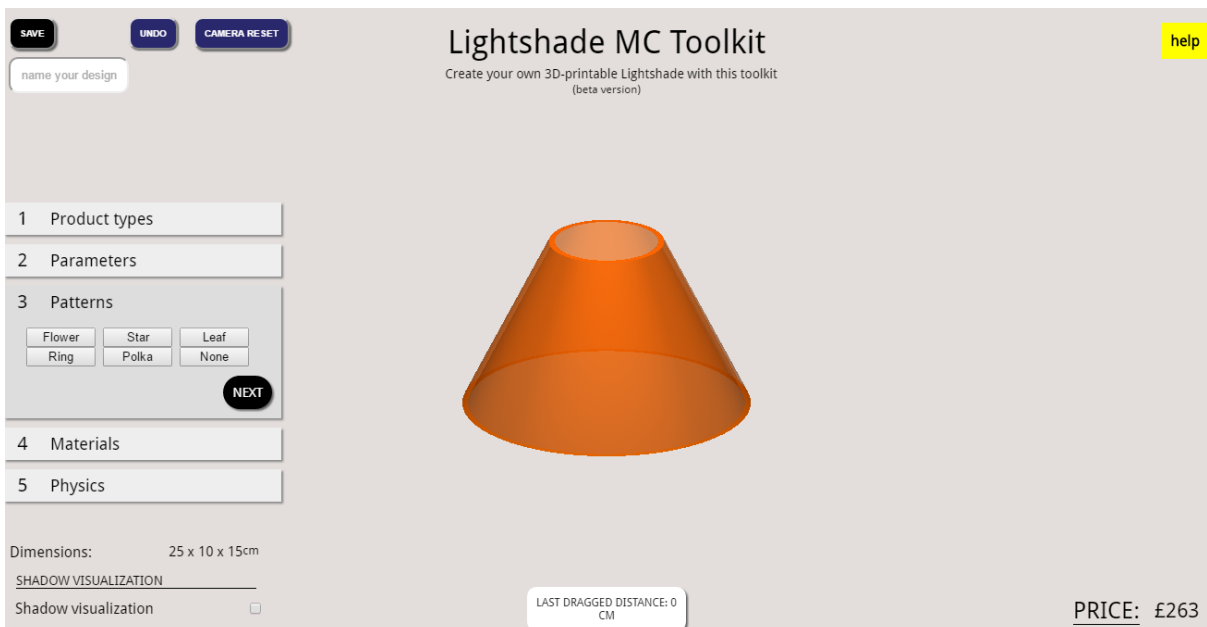 SAVE UNDO CAMERA RESET
name your design
Lightshade MC Toolkit
Create your own 3D-printable Lightshade with this toolkit
(beta version)
help
1 Product types
2 Parameters
3 Patterns
Flower Star Leaf
Ring Polka None
NEXT
4 Materials
5 Physics
Dimensions: 25 x 10 x 15cm
SHADOW VISUALIZATION
Shadow visualization
LAST DRAGGED DISTANCE: 0
CM
PRICE: £263